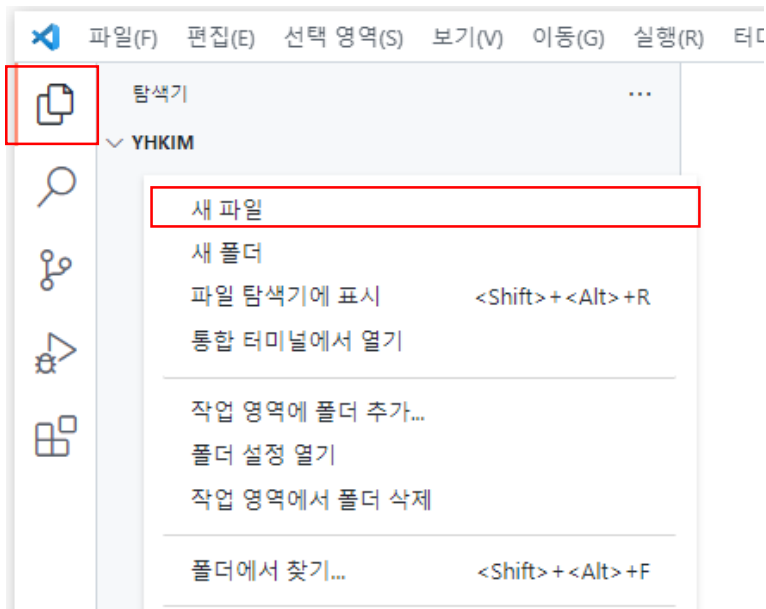 파일(F) 편집(E) 선택 영역(S) 보기(V) 이동(G) 실행(R)
탐색기 ...
YHKIM
새 파일
새 폴더
파일 탐색기에 표시 <Shift>+<Alt>+R
통합 터미널에서 열기
작업 영역에 폴더 추가...
폴더 설정 열기
작업 영역에서 폴더 삭제
폴더에서 찾기... <Shift>+<Alt>+F